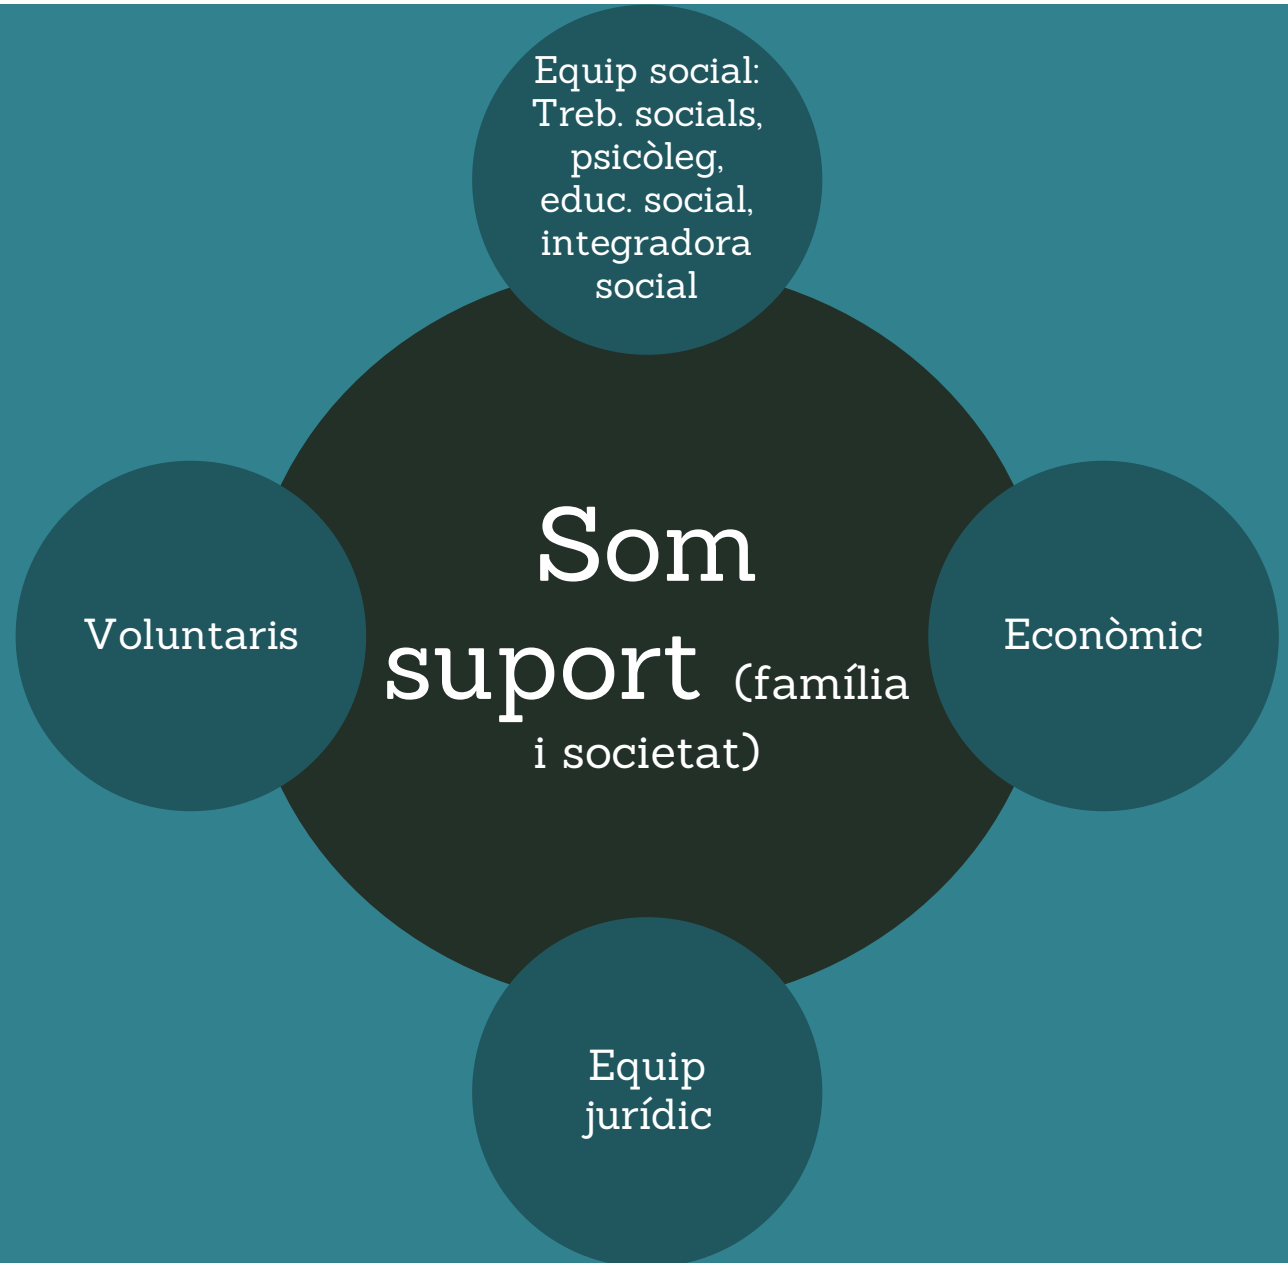 Equip social:
Treb. socials,
psicòleg,
educ. social,
integradora
social
Som
suport (família
i societat)
Voluntaris
Econòmic
Equip
jurídic